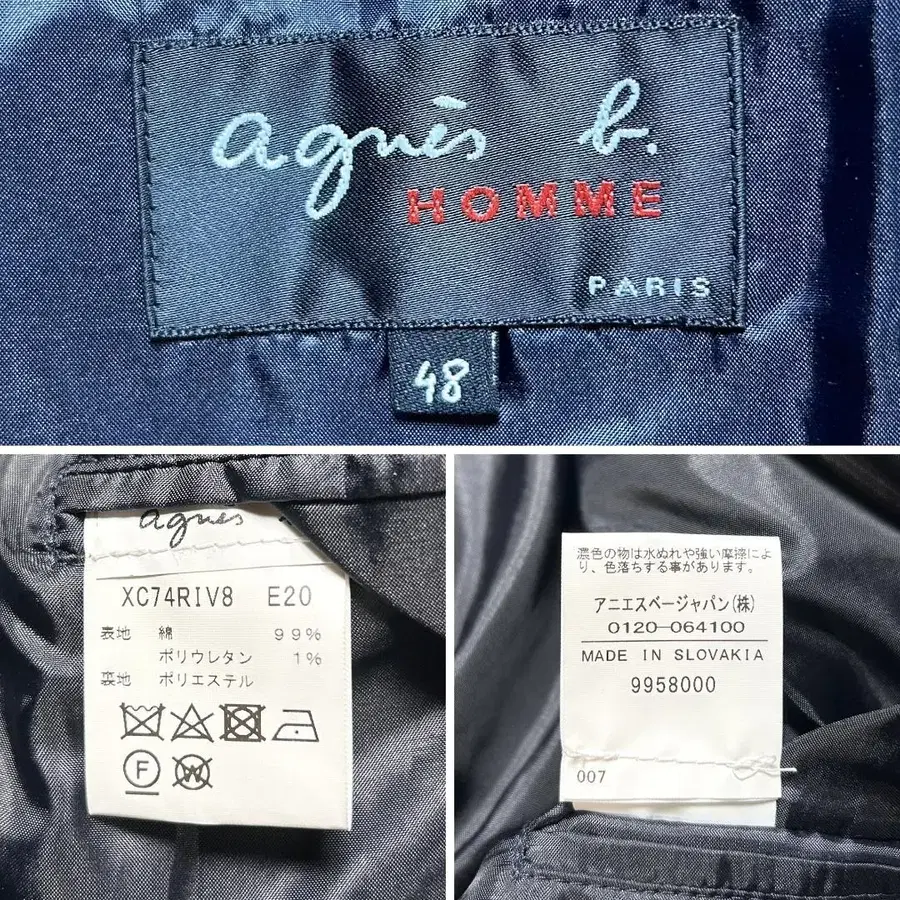 agnès b.
HOMME
PARIS
48
agnès
XC74RIV8 E20
表地 綿 99%
ポリウレタン 1%
裏地 ポリエステル
F
W
濃色の物は水ぬれや強い摩擦によ
り、色落ちする事があります。
アニエスベージャパン(株)
0120-064100
MADE IN SLOVAKIA
9958000
007